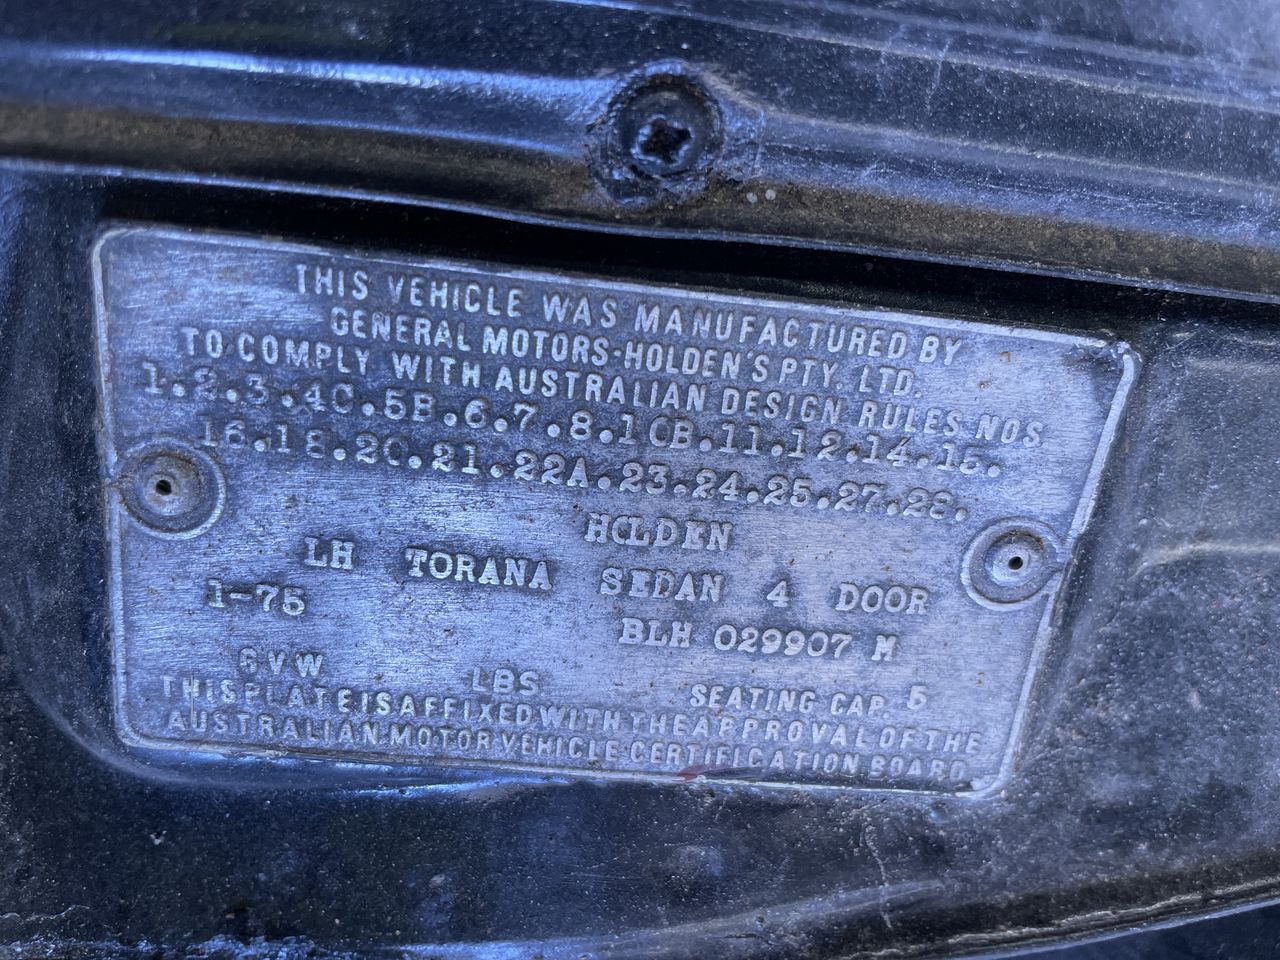 THIS VEHICLE WAS MANUFACTURED BY
GENERAL MOTORS-HOLDEN'S PTY. LTD.
TO COMPLY WITH AUSTRALIAN DESIGN RULES NOS
1.2.3.4C.5B.6.7.8.10B.11.12.14.15.
16.18.20.21.22A.23.24.25.27.28.
HOLDEN
LH TORANA SEDAN 4 DOOR
1-75 BLH 029907 M
GVW LBS SEATING CAP. 5
THIS PLATE IS AFFIXED WITH THE APPROVAL OF THE
AUSTRALIAN MOTOR VEHICLE CERTIFICATION BOARD